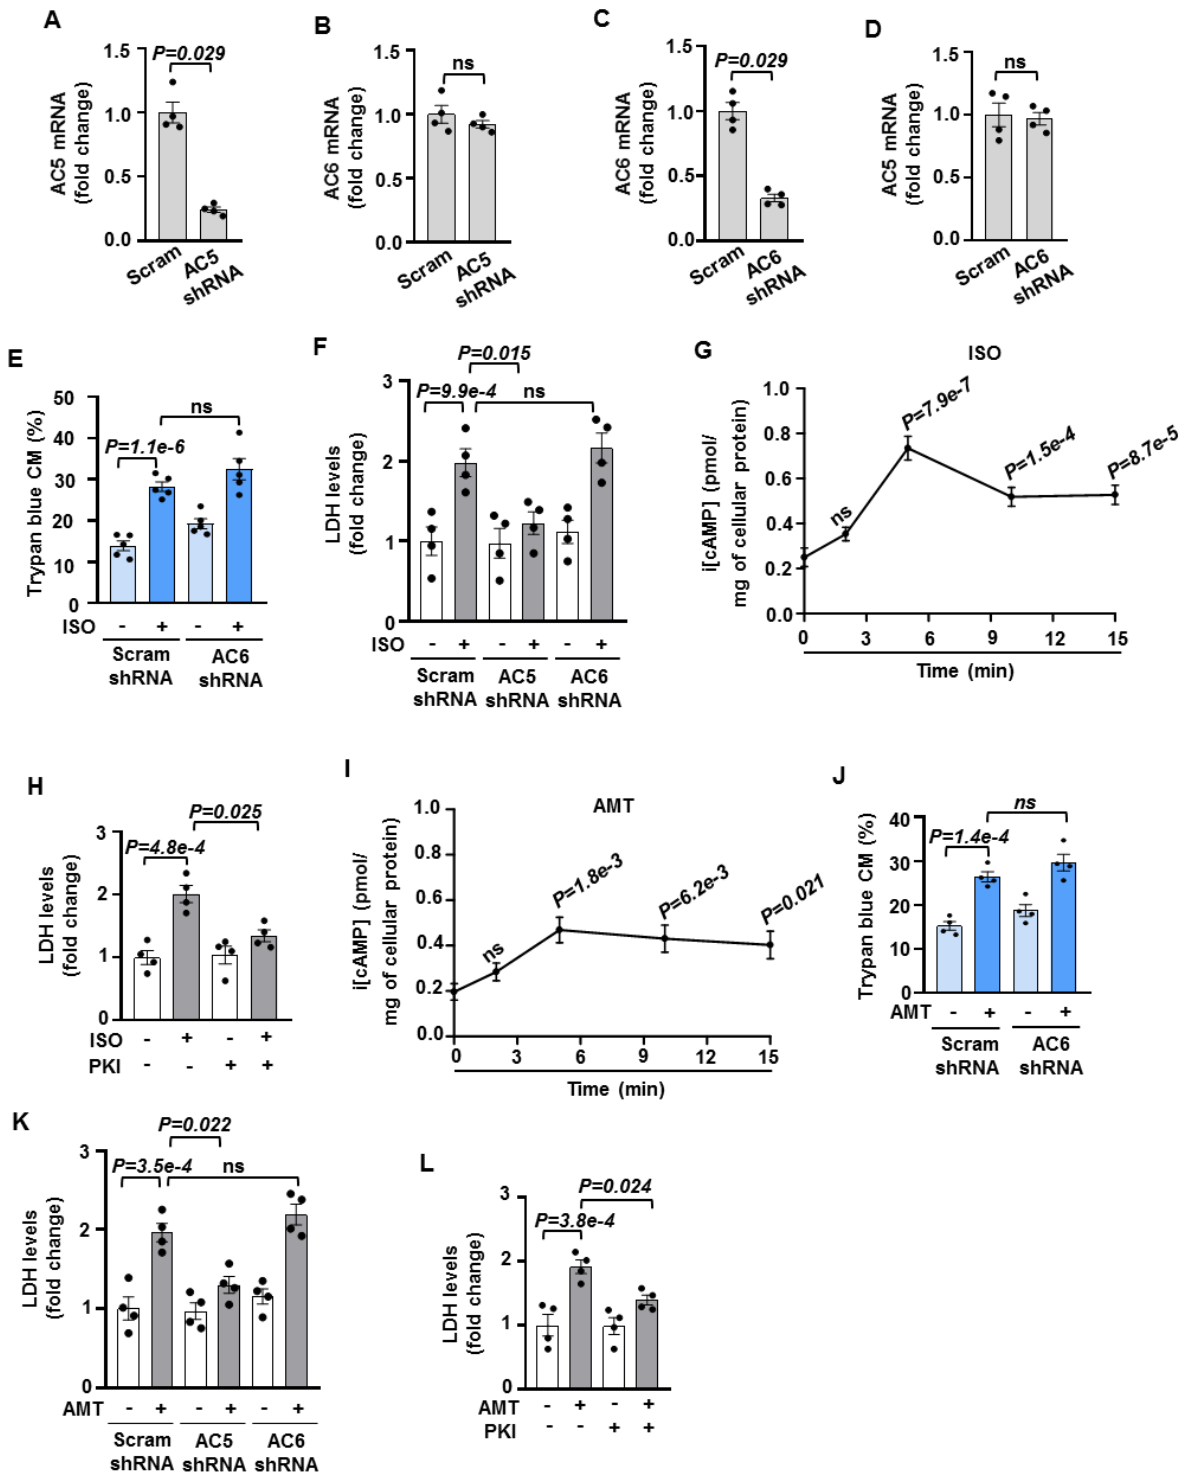 A
P=0.029
1.5
1.0
0.5
0.0
AC5 mRNA
(fold change)
Scram
AC5
shRNA
B
ns
1.5
1.0
0.5
0.0
AC6 mRNA
(fold change)
Scram
AC5
shRNA
C
P=0.029
1.5
1.0
0.5
0.0
AC6 mRNA
(fold change)
Scram
AC6
shRNA
D
ns
1.5
1.0
0.5
0.0
AC5 mRNA
(fold change)
Scram
AC6
shRNA
E
50
40
30
20
10
0
Trypan blue CM (%)
P=1.1e-6
ns
ISO - + - +
Scram
shRNA
AC6
shRNA
F
P=0.015
P=9.9e-4
ns
3
2
1
0
LDH levels
(fold change)
ISO - + - + - +
Scram
shRNA
AC5
shRNA
AC6
shRNA
G
ISO
1.0
0.8
0.6
0.4
0.2
0.0
i[cAMP] (pmol/
mg of cellular protein)
ns
P=7.9e-7
P=1.5e-4
P=8.7e-5
0 3 6 9 12 15
Time (min)
H
P=0.025
P=4.8e-4
3
2
1
0
LDH levels
(fold change)
ISO - + - +
PKI - - + +
I
AMT
1.0
0.8
0.6
0.4
0.2
0.0
i[cAMP] (pmol/
mg of cellular protein)
ns
P=1.8e-3
P=6.2e-3
P=0.021
0 3 6 9 12 15
Time (min)
J
ns
P=1.4e-4
40
30
20
10
0
Trypan blue CM (%)
AMT - + - +
Scram
shRNA
AC6
shRNA
K
P=0.022
P=3.5e-4
ns
3
2
1
0
LDH levels
(fold change)
AMT - + - + - +
Scram
shRNA
AC5
shRNA
AC6
shRNA
L
P=0.024
P=3.8e-4
3
2
1
0
LDH levels
(fold change)
AMT - + - +
PKI - - + +